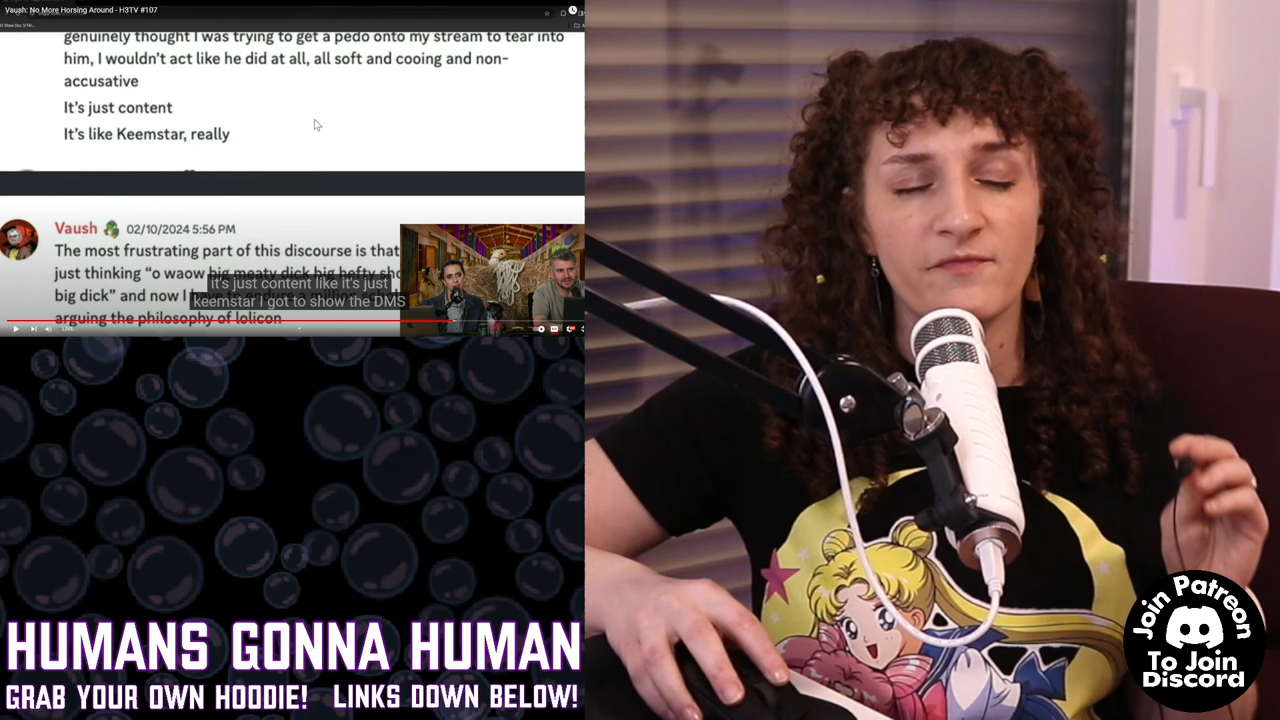 Vaush: No More Horsing Around - H3TV #107
genuinely thought I was trying to get a pedo onto my stream to tear into
him, I wouldn't act like he did at all, all soft and cooing and non-
accusative
It's just content
It's like Keemstar, really
Vaush 02/10/2024 5:56 PM
The most frustrating part of this discourse is that
just thinking "o waow big meaty dick big hefty
big dick" and now I
arguing the philosophy of lolicon
it's just content like it's just
keemstar I got to show the DMS
LIVE
HUMANS GONNA HUMAN
GRAB YOUR OWN HOODIE! LINKS DOWN BELOW!
Join Patreon
To Join
Discord